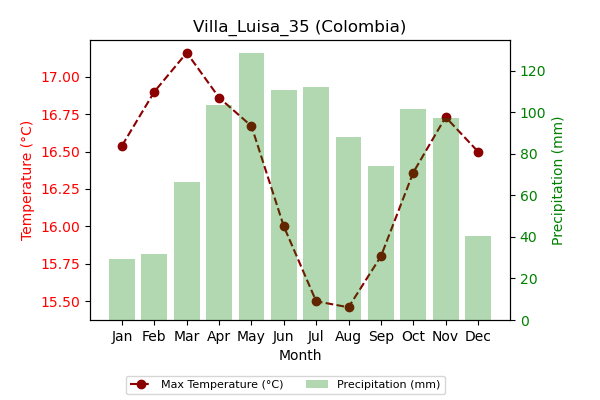 Villa_Luisa_35 (Colombia)
17.00
16.75
16.50
16.25
16.00
15.75
15.50
Temperature (°C)
120
100
80
60
40
20
0
Precipitation (mm)
Jan Feb Mar Apr May Jun Jul Aug Sep Oct Nov Dec
Month
Max Temperature (°C) Precipitation (mm)